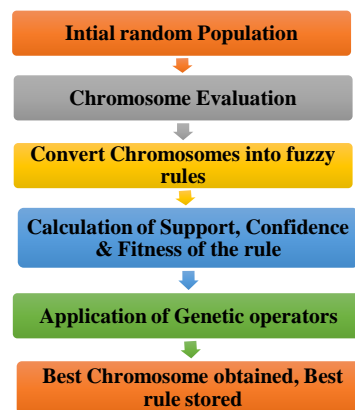 Intial random Population
Chromosome Evaluation
Convert Chromosomes into fuzzy
rules
Calculation of Support, Confidence
& Fitness of the rule
Application of Genetic operators
Best Chromosome obtained, Best
rule stored